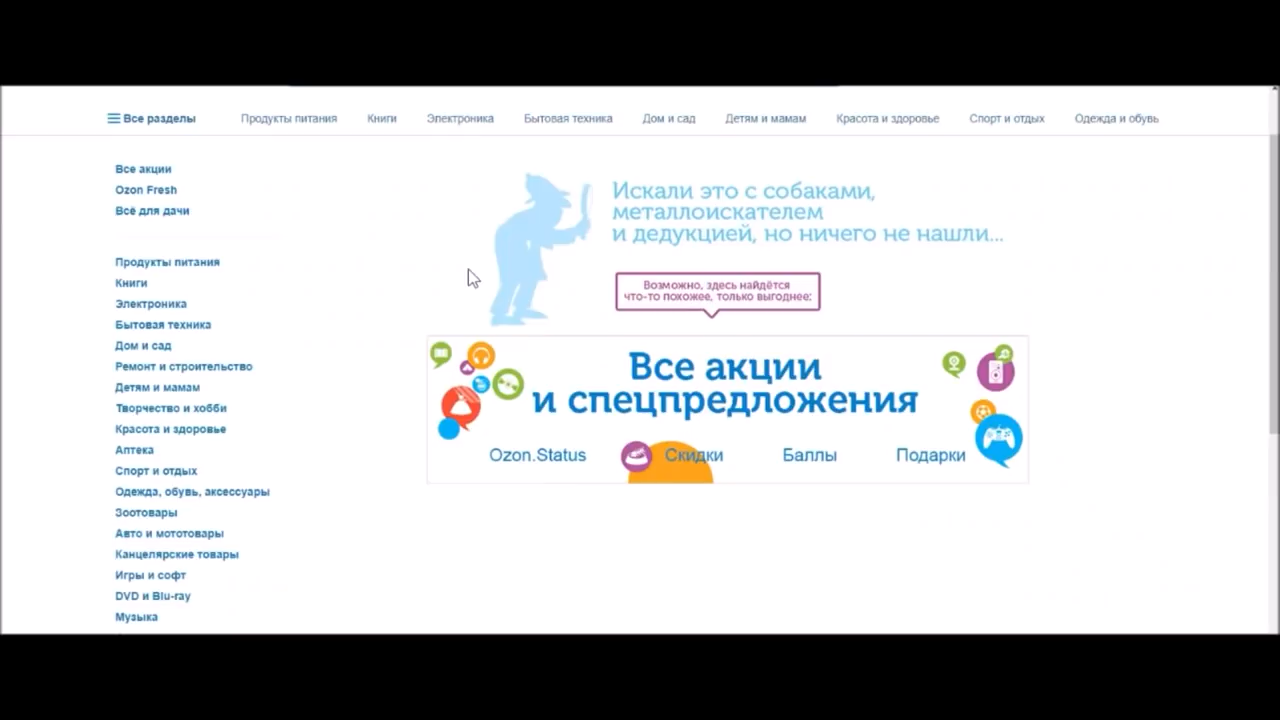 Все разделы
Продукты питания
Книги
Электроника
Бытовая техника
Дом и сад
Детям и мамам
Красота и здоровье
Спорт и отдых
Одежда и обувь
Все акции
Ozon Fresh
Всё для дачи
Продукты питания
Книги
Электроника
Бытовая техника
Дом и сад
Ремонт и строительство
Детям и мамам
Творчество и хобби
Красота и здоровье
Аптека
Спорт и отдых
Одежда, обувь, аксессуары
Зоотовары
Авто и мототовары
Канцелярские товары
Игры и софт
DVD и Blu-ray
Музыка
Искали это с собаками,
металлоискателем
и дедукцией, но ничего не нашли...
Возможно, здесь найдётся
что-то похожее, только выгоднее:
Все акции
и спецпредложения
Ozon.Status
Скидки
Баллы
Подарки